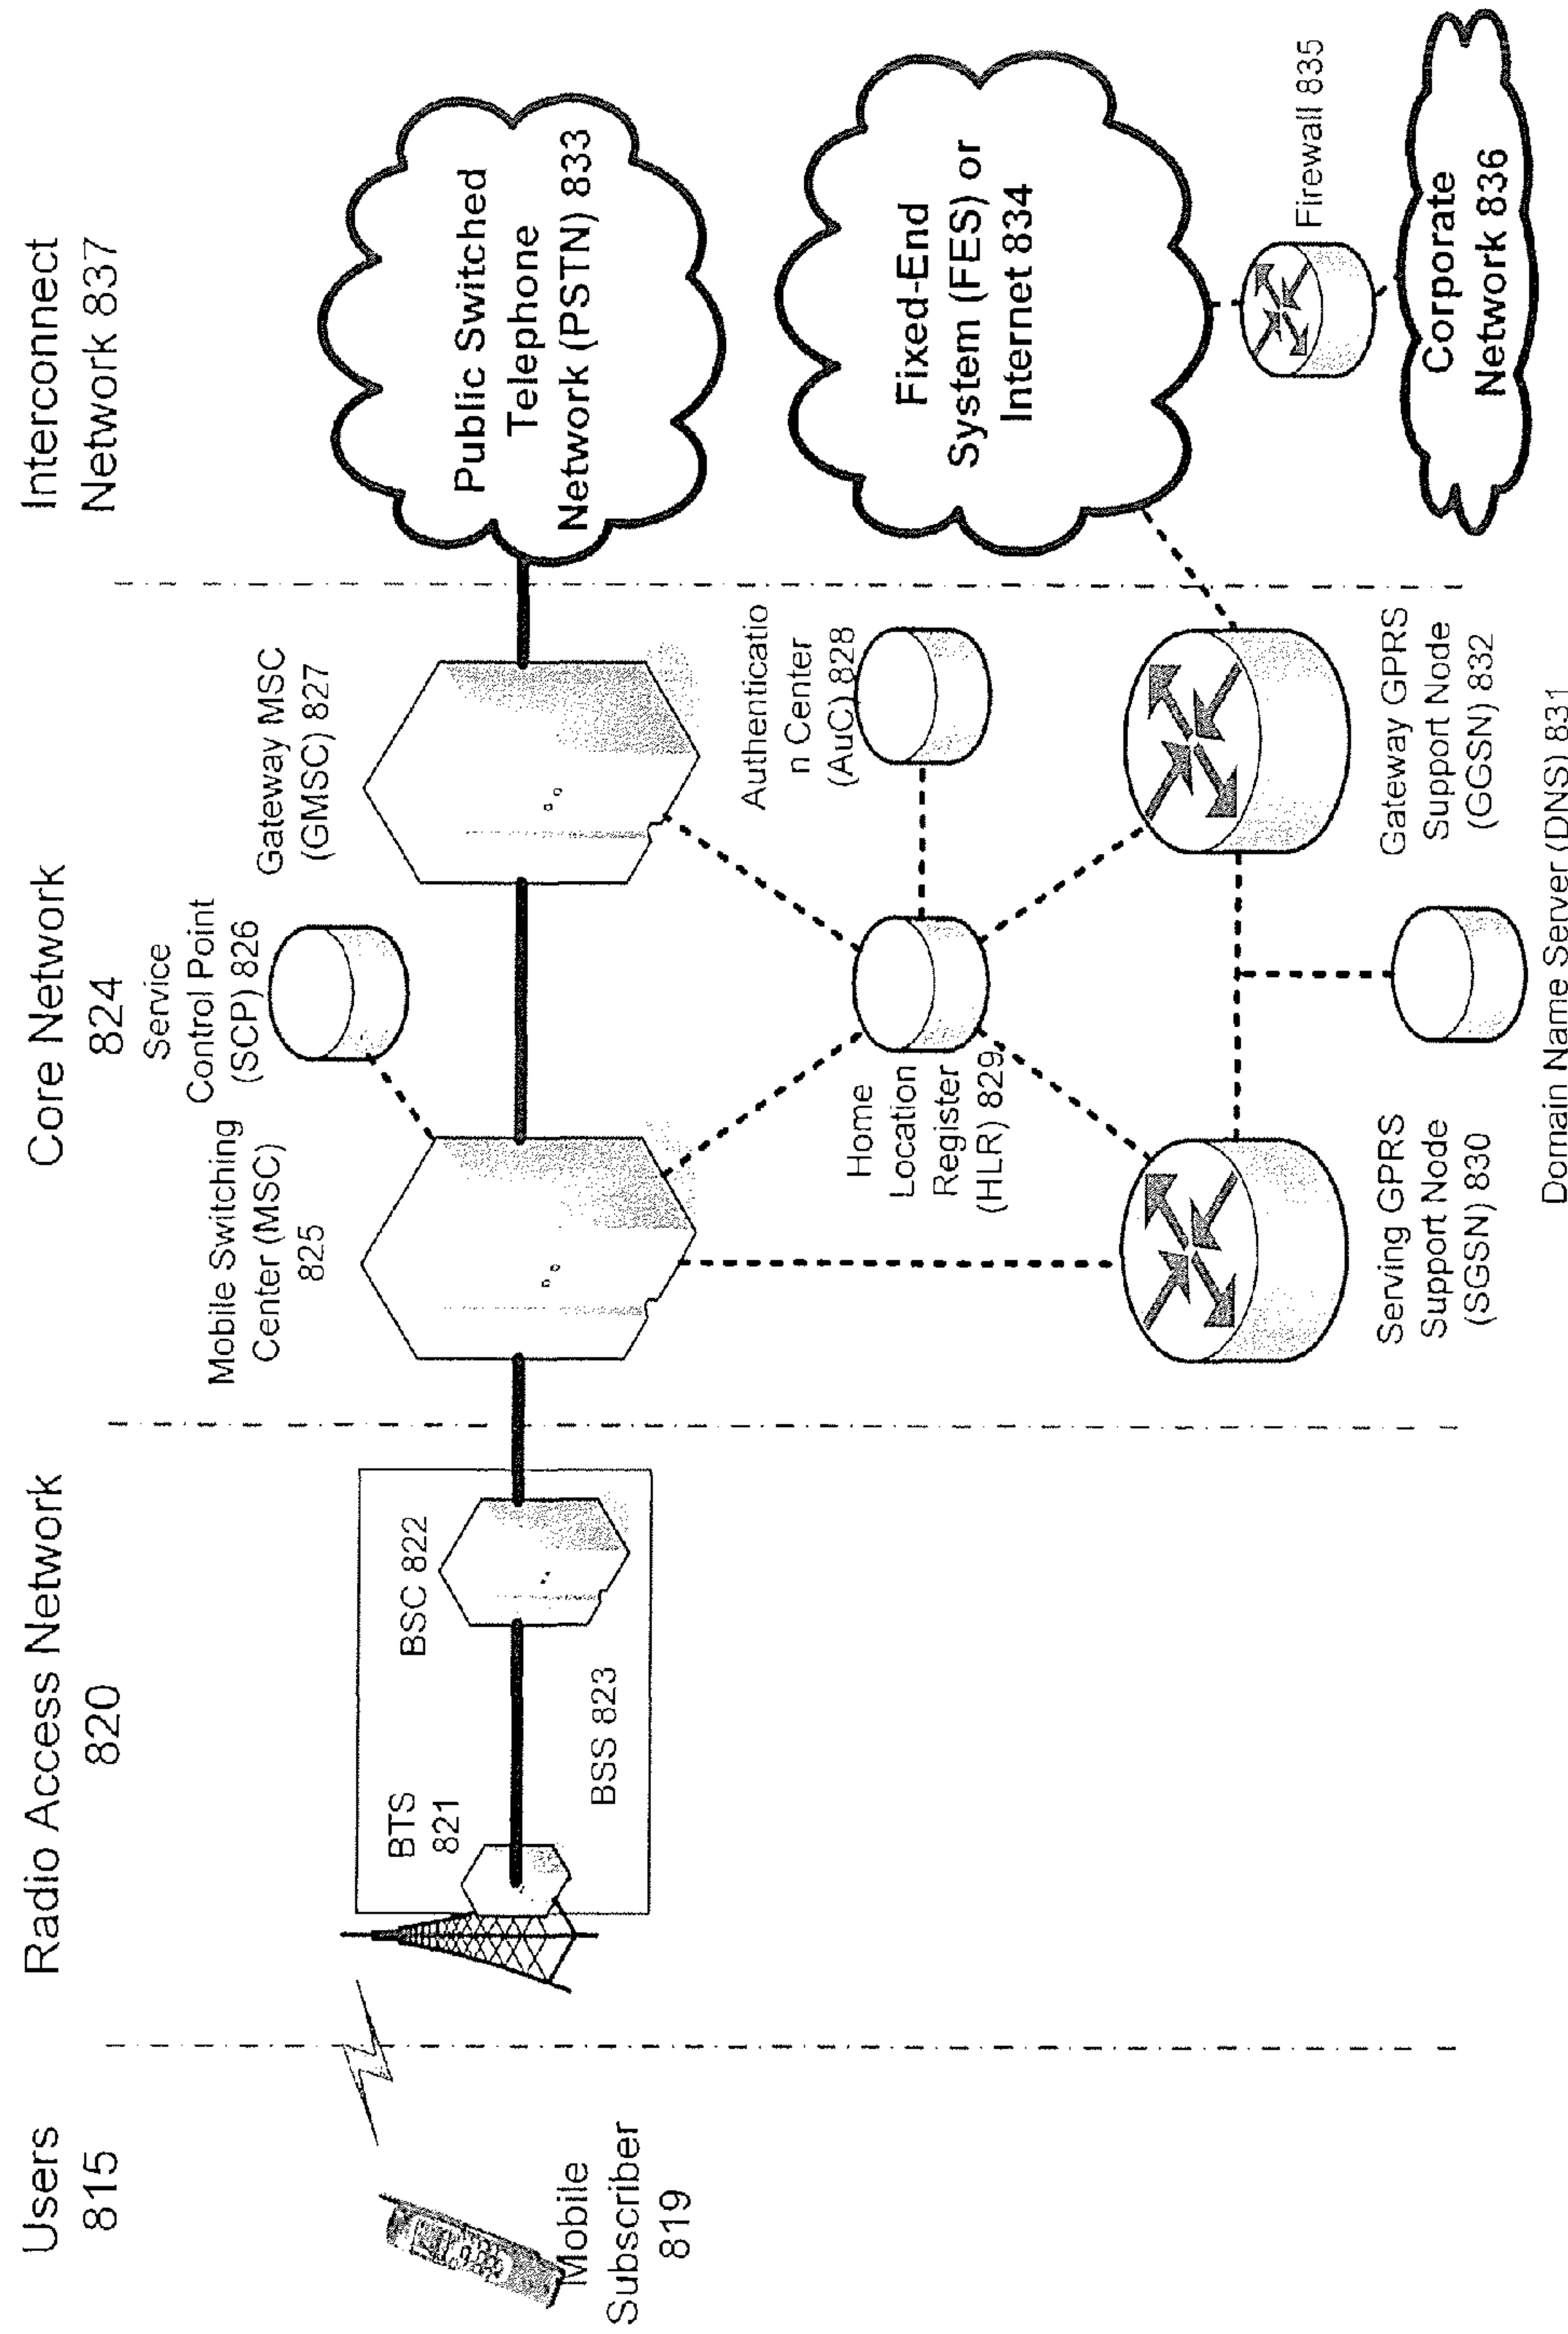 Users
815
Radio Access Network
820
Core Network
824
Interconnect
Network 837
Mobile
Subscriber
819
BTS
821
BSC 822
BSS 823
Mobile Switching
Center (MSC)
825
Service
Control Point
(SCP) 826
Gateway MSC
(GMSC) 827
Authenticatio
n Center
(AuC) 828
Home
Location
Register
(HLR) 829
Serving GPRS
Support Node
(SGSN) 830
Domain Name Server (DNS) 831
Gateway GPRS
Support Node
(GGSN) 832
Public Switched
Telephone
Network (PSTN) 833
Fixed-End
System (FES) or
Internet 834
Firewall 835
Corporate
Network 836